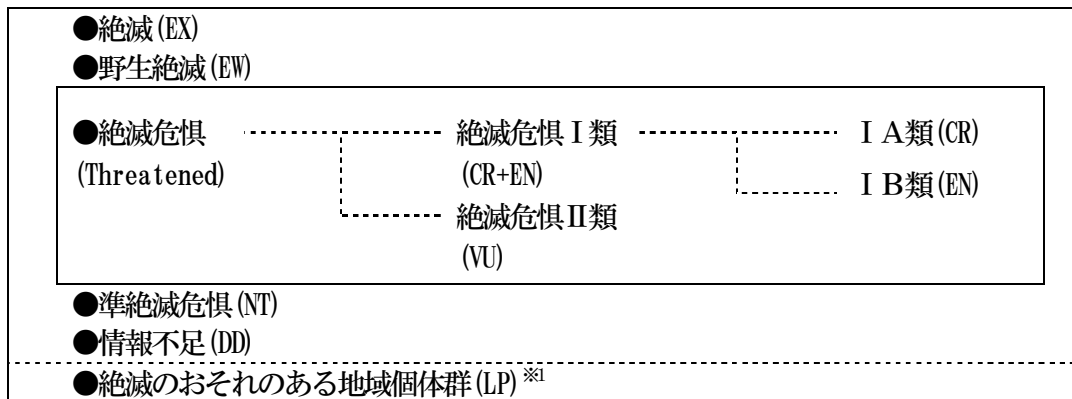 ●絶滅(EX)
●野生絶滅(EW)
●絶滅危惧 絶滅危惧Ⅰ類 ⅠA類(CR)
(Threatened) (CR+EN) ⅠB類(EN)
絶滅危惧Ⅱ類
(VU)
●準絶滅危惧(NT)
●情報不足(DD)
●絶滅のおそれのある地域個体群(LP)※1